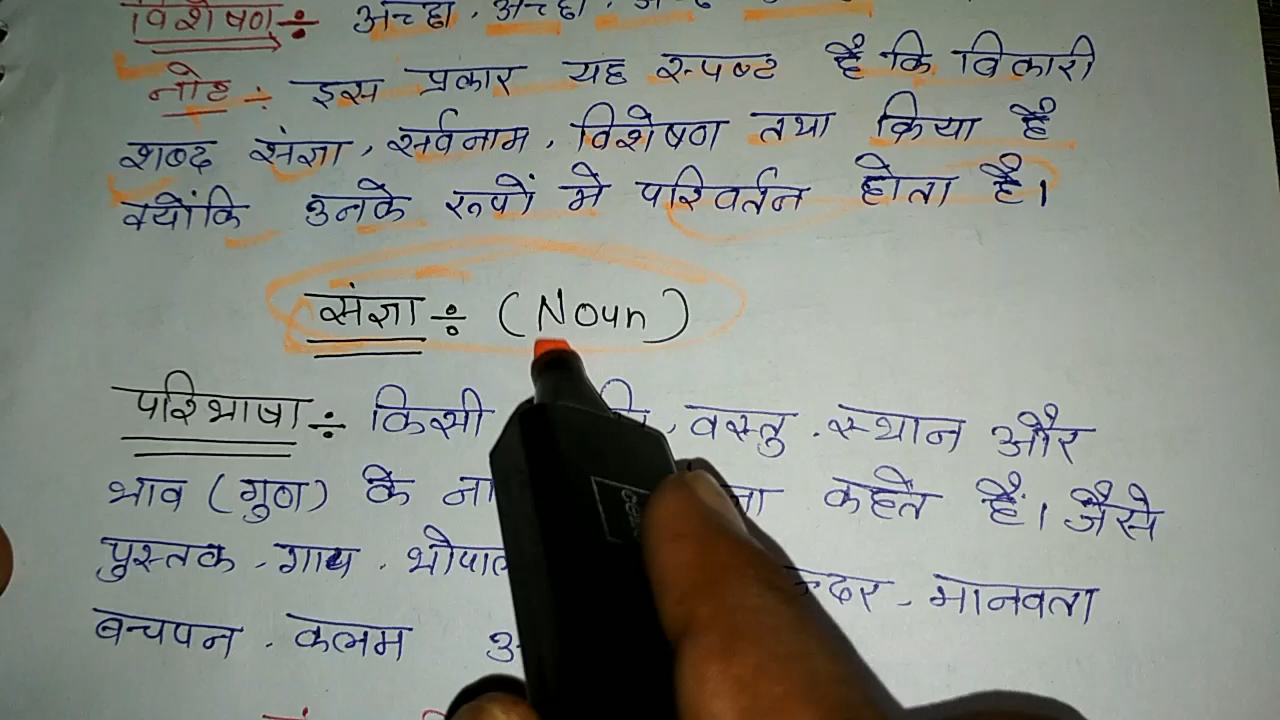 विशेषण ÷ अच्छा, अच्छी,
नोट ÷ इस प्रकार यह स्पष्ट है कि विकारी
शब्द संज्ञा, सर्वनाम, विशेषण तथा क्रिया है
क्योंकि उनके रूपों मे परिवर्तन होता है।
संज्ञा ÷ (Noun)
परिभाषा ÷ किसी , वस्तु, स्थान और
भाव (गुण) के कहते हैं। जैसे
पुस्तक, गाय, मानवता
बचपन, कलम